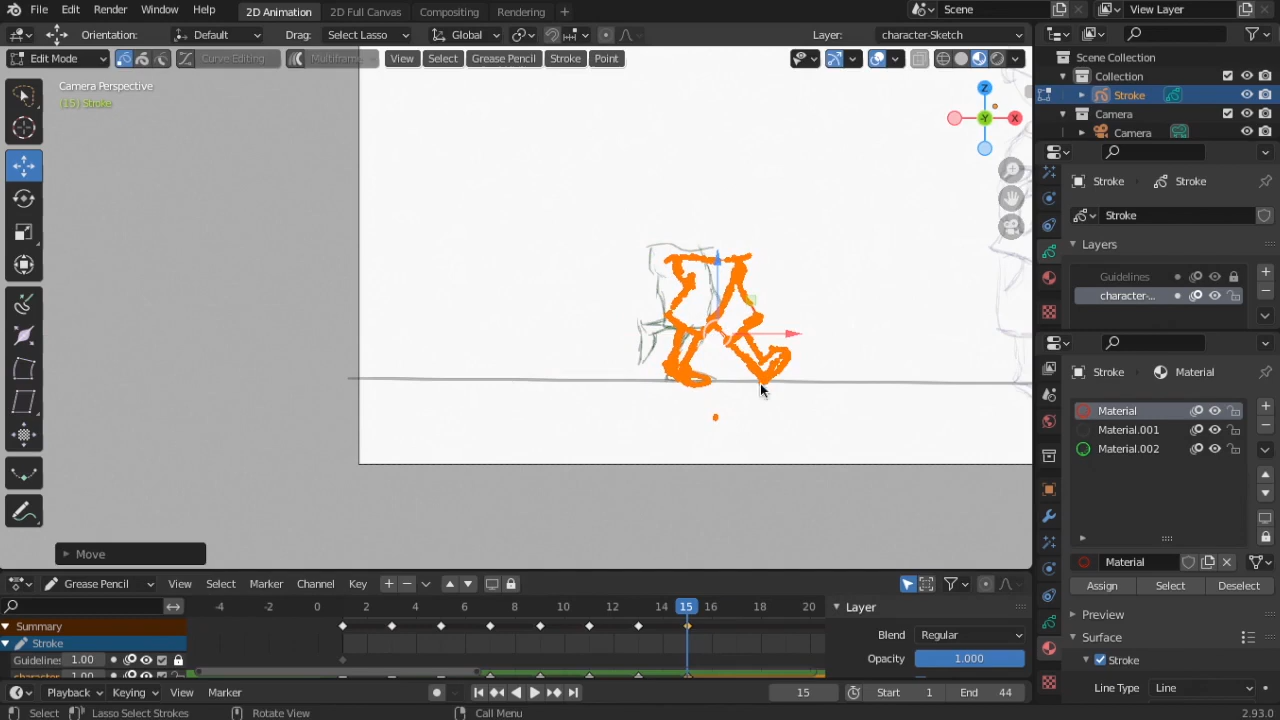 File Edit Render Window Help 2D Animation 2D Full Canvas Compositing Rendering + Scene View Layer
Orientation: Default Drag: Select Lasso Global Layer: character-Sketch
Edit Mode Curve Editing Multiframe View Select Grease Pencil Stroke Point
Scene Collection
Collection
Stroke
Camera
Camera
Camera Perspective
(15) Stroke
Z
-Y
X
Stroke Stroke
Stroke
Layers
Guidelines
character-...
Stroke Material
Material
Material.001
Material.002
Move
Material
Assign Select Deselect
Preview
Surface
Stroke
Line Type Line
Grease Pencil View Select Marker Channel Key
-4 -2 0 2 4 6 8 10 12 14 15 16 18 20
Layer
Summary
Stroke
Blend Regular
Guideline 1.00
Opacity 1.000
Playback Keying View Marker 15 Start 1 End 44
Select Lasso Select Strokes Rotate View Call Menu 2.93.0